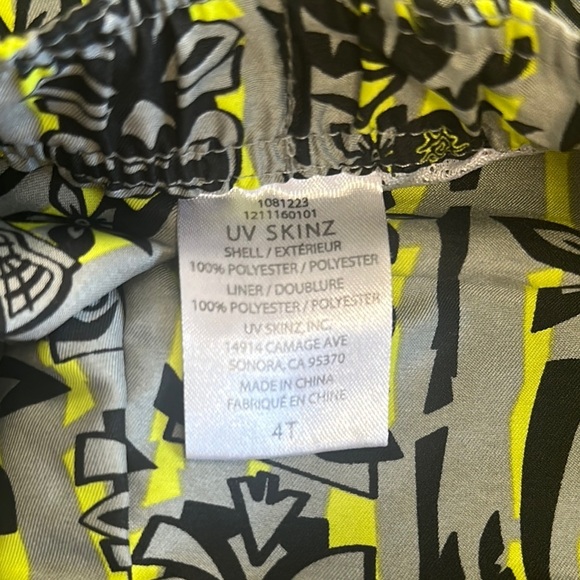 1081223
1211160101
UV SKINZ
SHELL / EXTÉRIEUR
100% POLYESTER / POLYESTER
LINER / DOUBLURE
100% POLYESTER / POLYESTER
UV SKINZ, INC.
14914 CAMAGE AVE
SONORA, CA 95370
MADE IN CHINA
FABRIQUÉ EN CHINE
4T